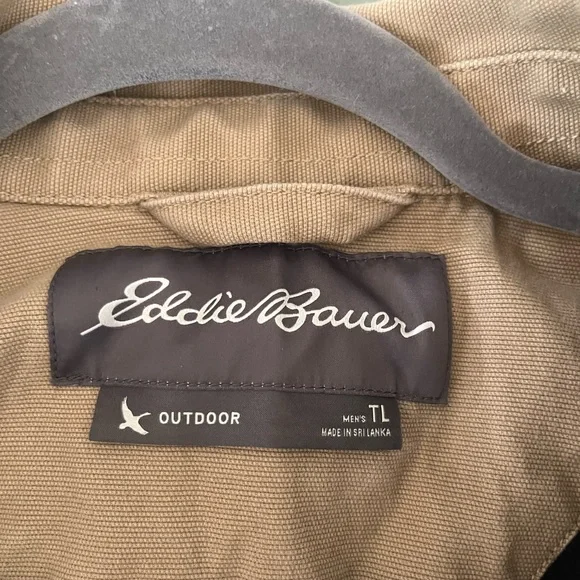 Eddie Bauer
OUTDOOR
MEN'S TL
MADE IN SRI LANKA